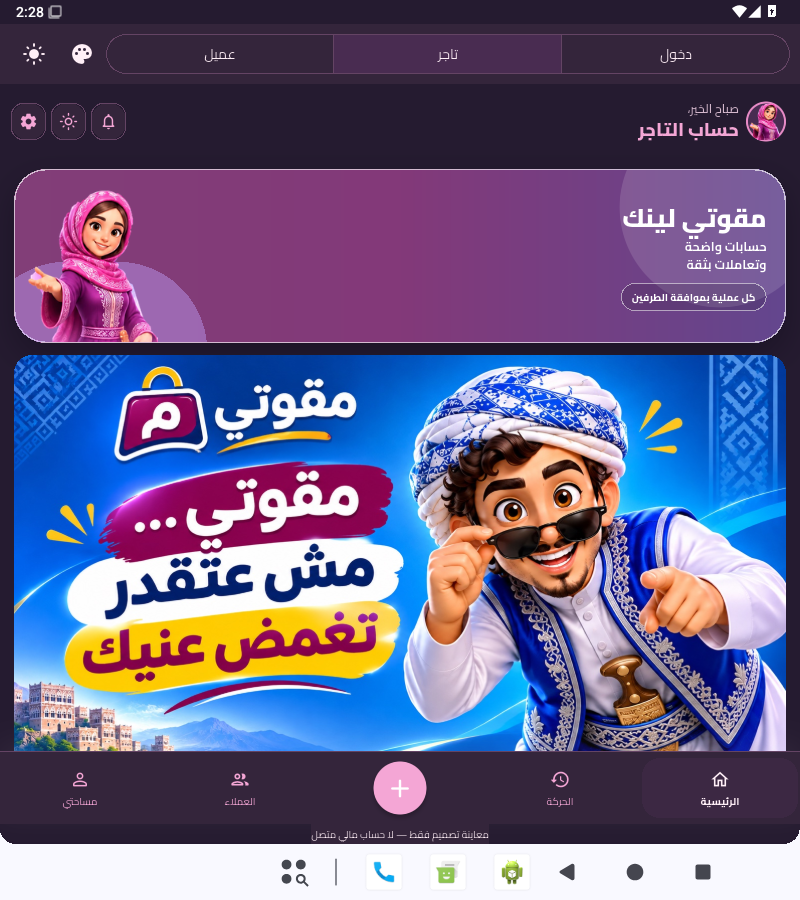 2:28
دخول
تاجر
عميل
صباح الخير،
حساب التاجر
مقوتي لينك
حسابات واضحة
وتعاملات بثقة
كل عملية بموافقة الطرفين
مقوتي
م
مقوتي...
مش عتقدر
تغمض عنيك
الرئيسية
الحركة
العملاء
مساحتي
معاينة تصميم فقط — لا حساب مالي متصل